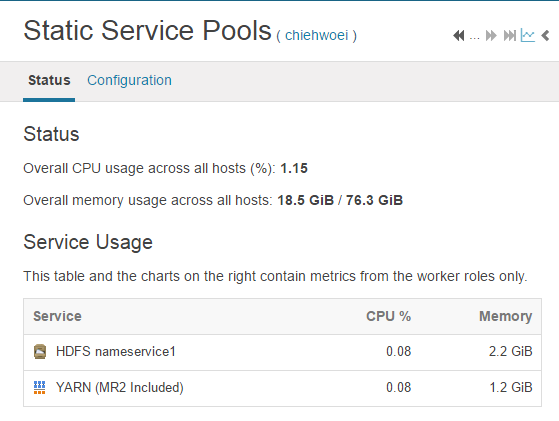 Static Service Pools ( chiehwoei )
...
Status Configuration
Status
Overall CPU usage across all hosts (%): 1.15
Overall memory usage across all hosts: 18.5 GiB / 76.3 GiB
Service Usage
This table and the charts on the right contain metrics from the worker roles only.
Service CPU % Memory
HDFS nameservice1 0.08 2.2 GiB
YARN (MR2 Included) 0.08 1.2 GiB